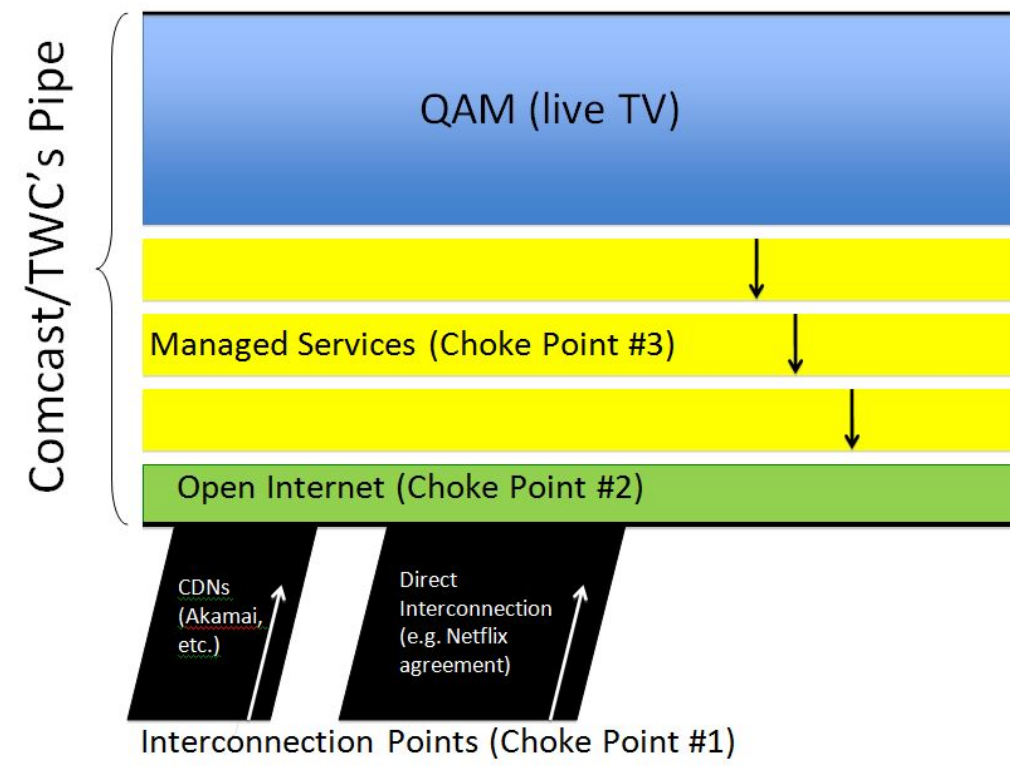 Comcast/TWC's Pipe
QAM (live TV)
Managed Services (Choke Point #3)
Open Internet (Choke Point #2)
CDNs
(Akamai,
etc.)
Direct
Interconnection
(e.g. Netflix
agreement)
Interconnection Points (Choke Point #1)